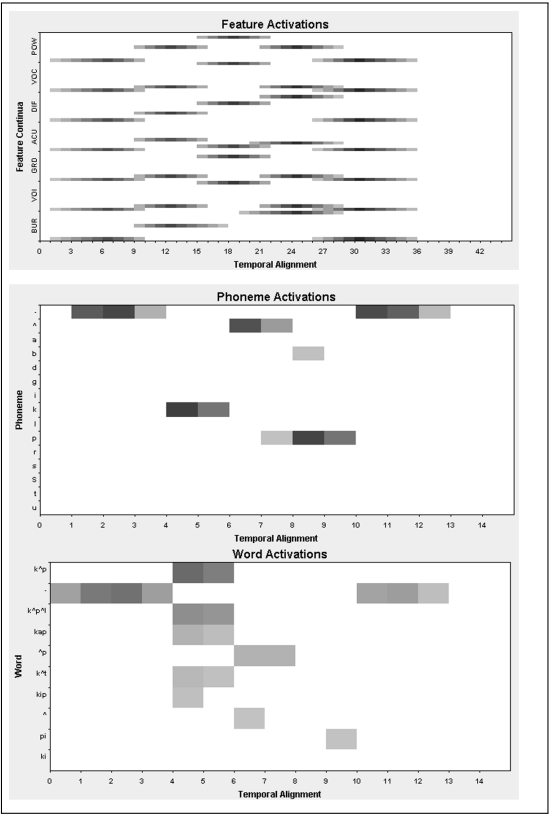 Feature Activations
POW
VOC
DIF
ACU
GRD
VOI
BUR
Feature Continua
0 3 6 9 12 15 18 21 24 27 30 33 36 39 42
Temporal Alignment
Phoneme Activations
-
^
a
b
d
g
i
k
l
p
r
s
S
t
u
Phoneme
0 1 2 3 4 5 6 7 8 9 10 11 12 13 14
Temporal Alignment
Word Activations
k^p
-
k^p^l
kap
^p
k^t
kip
^
pi
ki
Word
0 1 2 3 4 5 6 7 8 9 10 11 12 13 14
Temporal Alignment